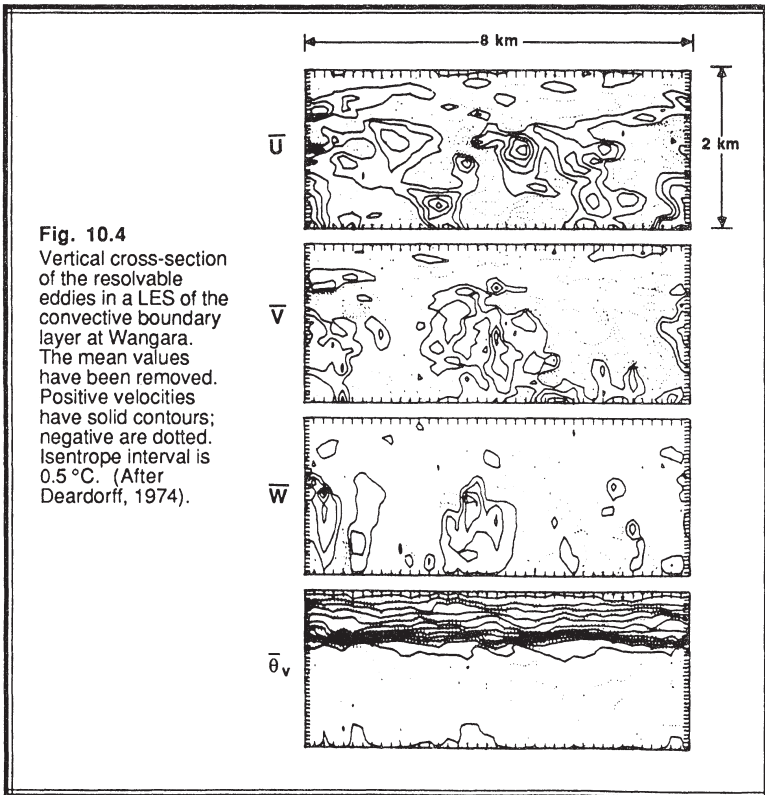 8 km
U
2 km
Fig. 10.4
Vertical cross-section
of the resolvable
eddies in a LES of the
convective boundary
layer at Wangara.
The mean values
have been removed.
Positive velocities
have solid contours;
negative are dotted.
Isentrope interval is
0.5 °C. (After
Deardorff, 1974).
V
W
θv